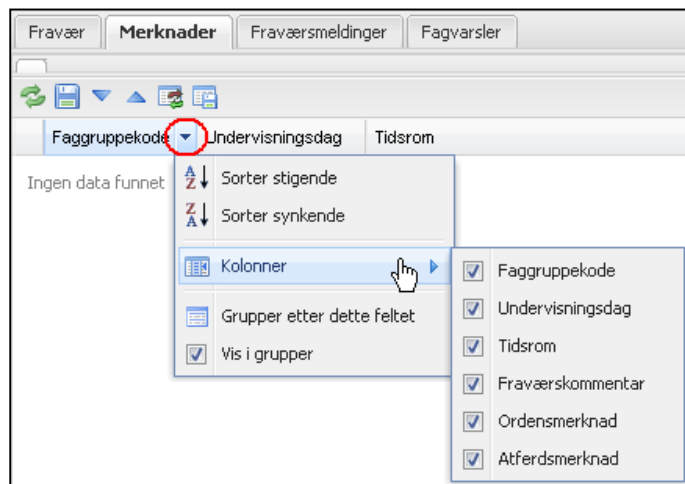 Fravær Merknader Fraværsmeldinger Fagvarsler
Faggruppekode Undervisningsdag Tidsrom
Ingen data funnet
Sorter stigende
Sorter synkende
Kolonner
Grupper etter dette feltet
Vis i grupper
Faggruppekode
Undervisningsdag
Tidsrom
Fraværskommentar
Ordensmerknad
Atferdsmerknad